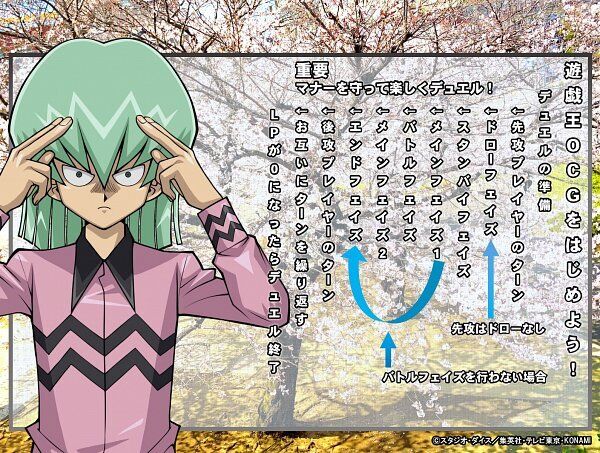 遊戯王OCGをはじめよう！
デュエルの準備
←先攻プレイヤーのターン
←ドローフェイズ
←スタンバイフェイズ
←メインフェイズ1
←バトルフェイズ
←メインフェイズ2
←エンドフェイズ
←後攻プレイヤーのターン
←お互いにターンを繰り返す
LPが0になったらデュエル終了
重要
マナーを守って楽しくデュエル！
先攻はドローなし
バトルフェイズを行わない場合
©スタジオ・ダイス／集英社・テレビ東京・KONAMI